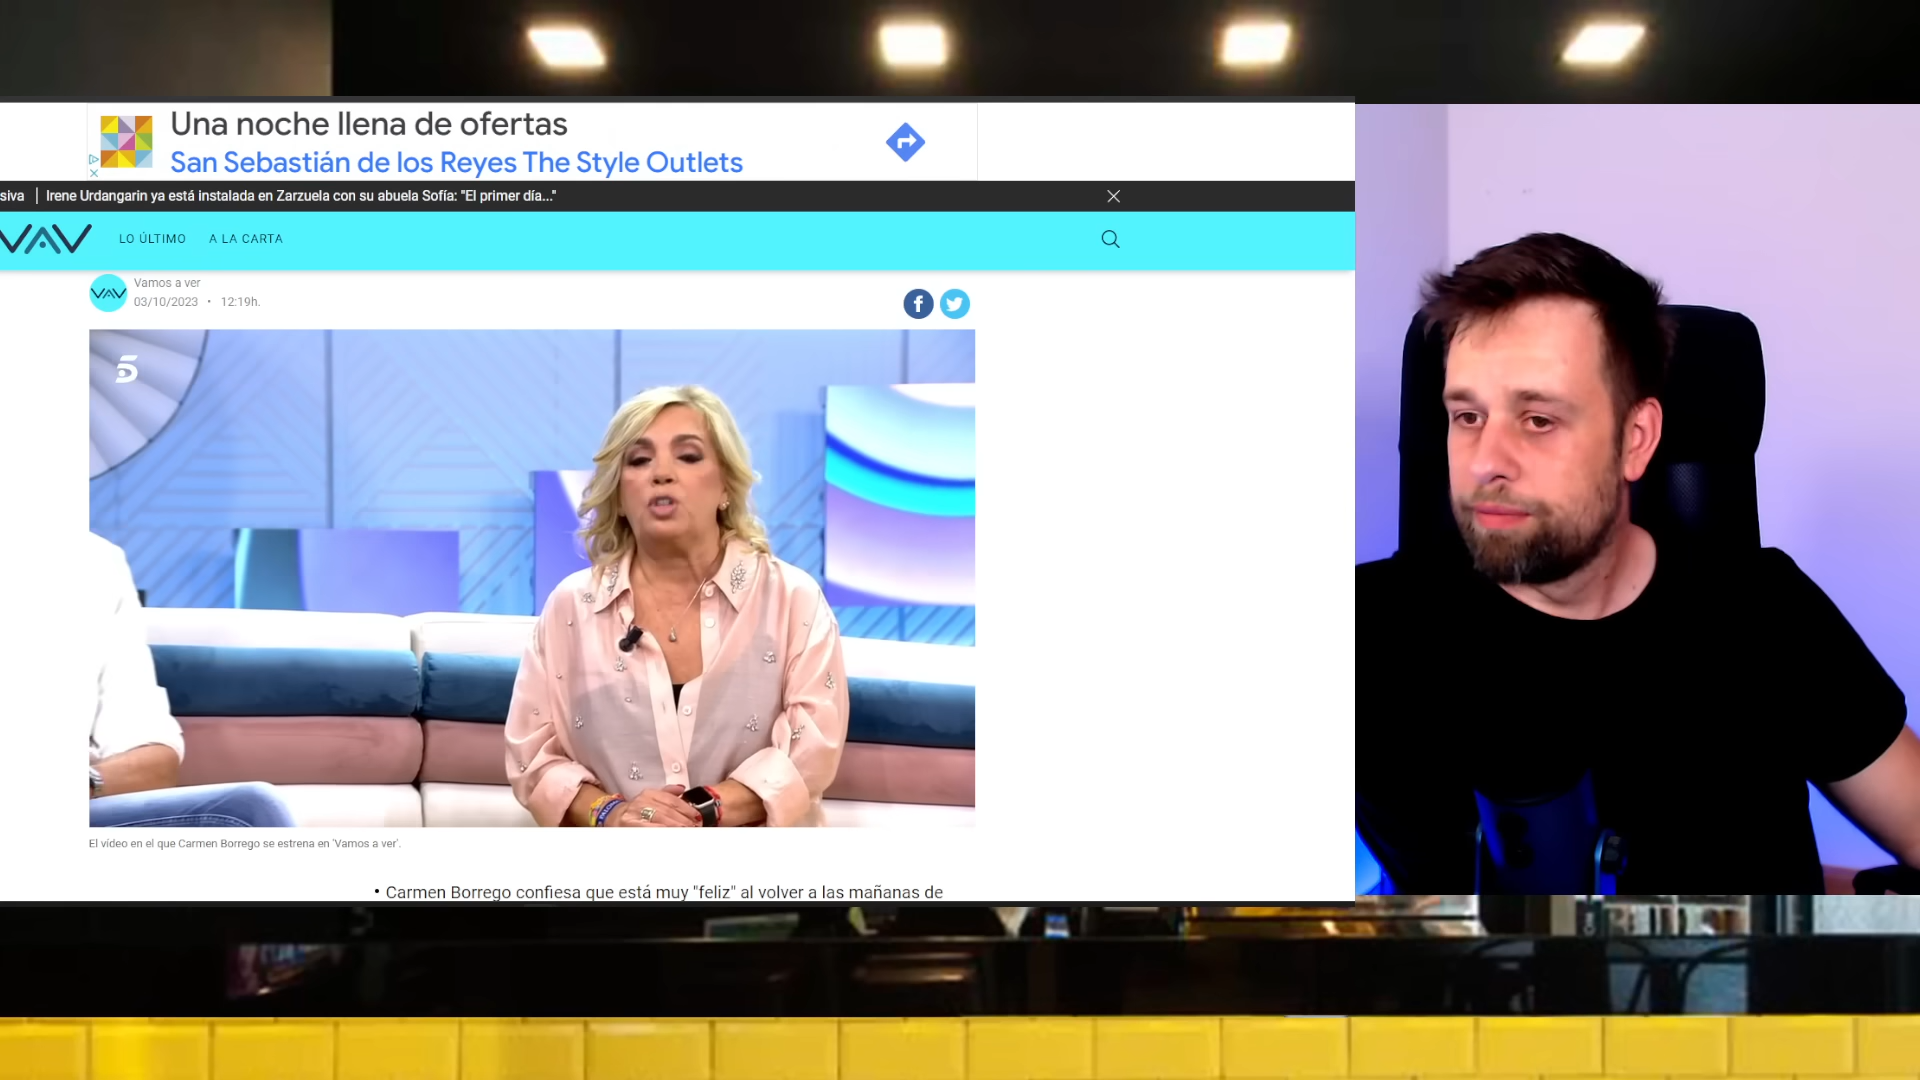 Una noche llena de ofertas
San Sebastián de los Reyes The Style Outlets
siva | Irene Urdangarin ya está instalada en Zarzuela con su abuela Sofía: "El primer día..."
VAV LO ÚLTIMO A LA CARTA
VAV
Vamos a ver
03/10/2023 • 12:19h.
5
El vídeo en el que Carmen Borrego se estrena en 'Vamos a ver'.
• Carmen Borrego confiesa que está muy "feliz" al volver a las mañanas de